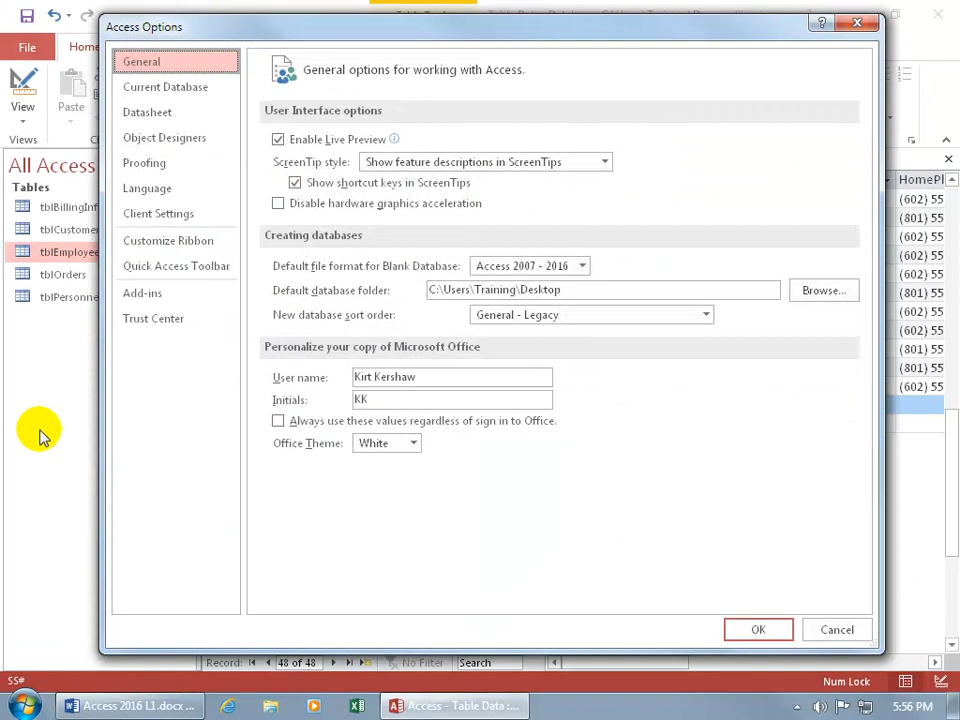 Access Options
File
Home
View
Paste
Views
All Access
Tables
tblBillingInf
tblCustome
tblEmployee
tblOrders
tblPersonne
General
Current Database
Datasheet
Object Designers
Proofing
Language
Client Settings
Customize Ribbon
Quick Access Toolbar
Add-ins
Trust Center
General options for working with Access.
User Interface options
Enable Live Preview
ScreenTip style: Show feature descriptions in ScreenTips
Show shortcut keys in ScreenTips
Disable hardware graphics acceleration
Creating databases
Default file format for Blank Database: Access 2007 - 2016
Default database folder: C:\Users\Training\Desktop Browse...
New database sort order: General - Legacy
Personalize your copy of Microsoft Office
User name: Kirt Kershaw
Initials: KK
Always use these values regardless of sign in to Office.
Office Theme: White
OK Cancel
HomePl
(602) 55
(801) 55
(602) 55
(602) 55
(602) 55
(801) 55
(602) 55
(602) 55
(801) 55
(801) 55
(602) 55
Record: 48 of 48 No Filter Search
SS# Num Lock
Access 2016 L1.docx ... Access - Table Data :... 5:56 PM